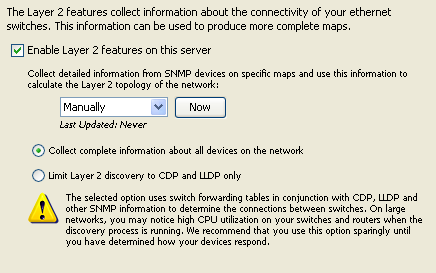 The Layer 2 features collect information about the connectivity of your ethernet
switches. This information can be used to produce more complete maps.
Enable Layer 2 features on this server
Collect detailed information from SNMP devices on specific maps and use this information to
calculate the Layer 2 topology of the network:
Manually Now
Last Updated: Never
Collect complete information about all devices on the network
Limit Layer 2 discovery to CDP and LLDP only
The selected option uses switch forwarding tables in conjunction with CDP, LLDP and
other SNMP information to determine the connections between switches. On large
networks, you may notice high CPU utilization on your switches and routers when the
discovery process is running. We recommend that you use this option sparingly until
you have determined how your devices respond.